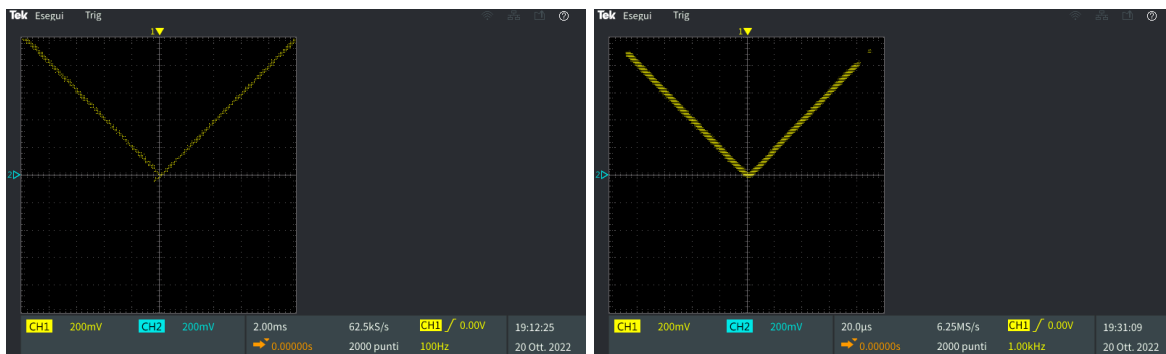 Tek Esegui Trig
1
2
CH1 200mV CH2 200mV 2.00ms 62.5kS/s CH1 0.00V 19:12:25
0.00000s 2000 punti 100Hz 20 Ott. 2022
Tek Esegui Trig
1
2
CH1 200mV CH2 200mV 20.0µs 6.25MS/s CH1 0.00V 19:31:09
0.00000s 2000 punti 1.00kHz 20 Ott. 2022